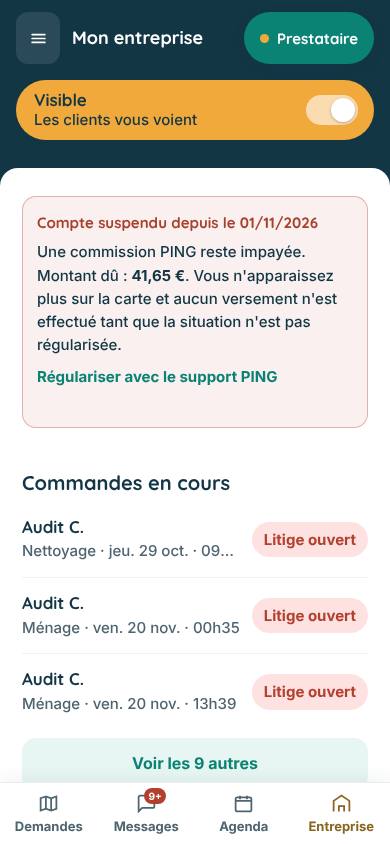 Mon entreprise
Prestataire
Visible
Les clients vous voient
Compte suspendu depuis le 01/11/2026
Une commission PING reste impayée.
Montant dû : 41,65 €. Vous n'apparaissez
plus sur la carte et aucun versement n'est
effectué tant que la situation n'est pas
régularisée.
Régulariser avec le support PING
Commandes en cours
Audit C.
Nettoyage · jeu. 29 oct. · 09...
Litige ouvert
Audit C.
Ménage · ven. 20 nov. · 00h35
Litige ouvert
Audit C.
Ménage · ven. 20 nov. · 13h39
Litige ouvert
Voir les 9 autres
9+
Demandes
Messages
Agenda
Entreprise